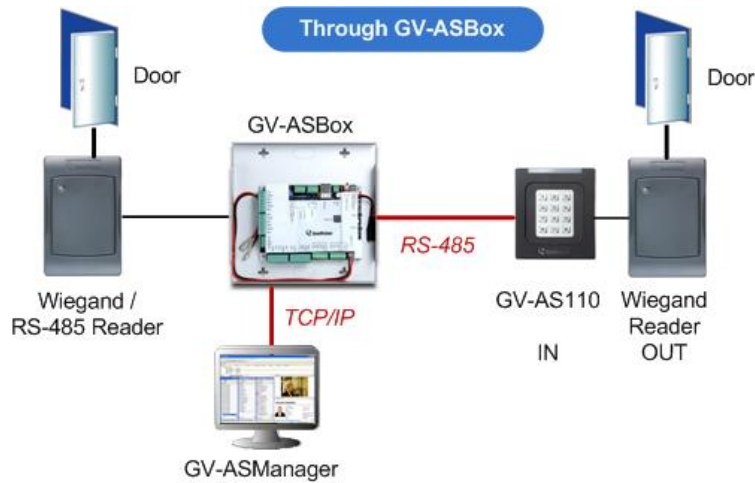 Through GV-ASBox
Door
Door
GV-ASBox
RS-485
Wiegand /
RS-485 Reader
TCP/IP
GV-AS110
IN
Wiegand
Reader
OUT
GV-ASManager